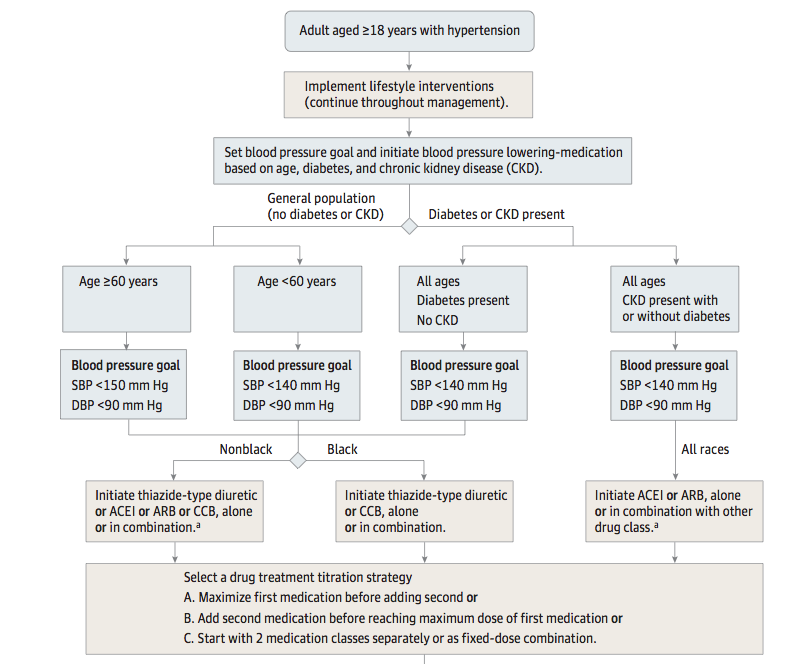 Adult aged ≥18 years with hypertension
Implement lifestyle interventions
(continue throughout management).
Set blood pressure goal and initiate blood pressure lowering-medication
based on age, diabetes, and chronic kidney disease (CKD).
General population
(no diabetes or CKD)
Diabetes or CKD present
Age ≥60 years
Age <60 years
All ages
Diabetes present
No CKD
All ages
CKD present with
or without diabetes
Blood pressure goal
SBP <150 mm Hg
DBP <90 mm Hg
Blood pressure goal
SBP <140 mm Hg
DBP <90 mm Hg
Blood pressure goal
SBP <140 mm Hg
DBP <90 mm Hg
Blood pressure goal
SBP <140 mm Hg
DBP <90 mm Hg
Nonblack
Black
All races
Initiate thiazide-type diuretic
or ACEI or ARB or CCB, alone
or in combination.a
Initiate thiazide-type diuretic
or CCB, alone
or in combination.
Initiate ACEI or ARB, alone
or in combination with other
drug class.a
Select a drug treatment titration strategy
A. Maximize first medication before adding second or
B. Add second medication before reaching maximum dose of first medication or
C. Start with 2 medication classes separately or as fixed-dose combination.